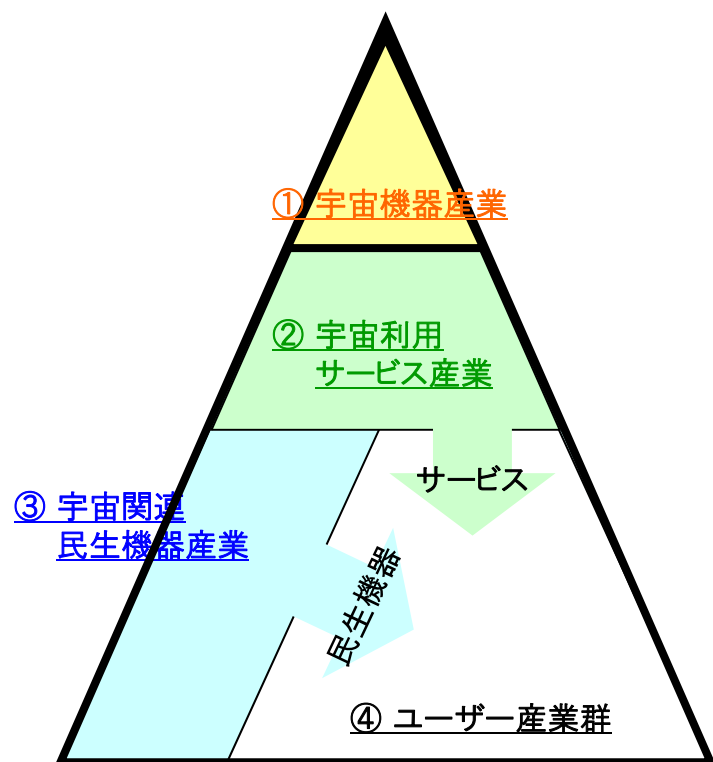 ① 宇宙機器産業
② 宇宙利用
サービス産業
サービス
③ 宇宙関連
民生機器産業
民生機器
④ ユーザー産業群